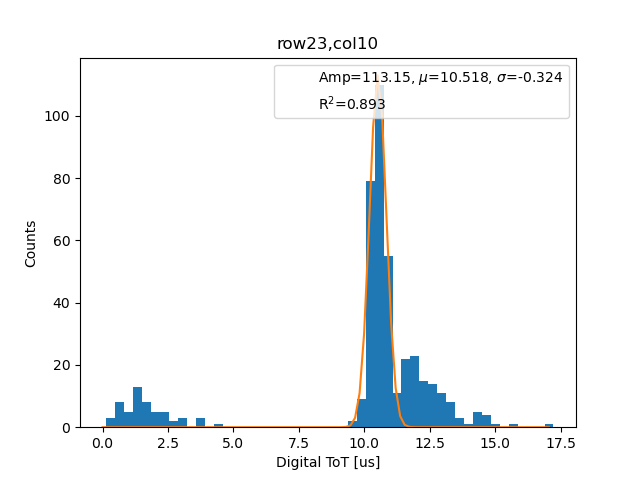 row23,col10
Amp=113.15, μ=10.518, σ=-0.324
R²=0.893
Counts
100
80
60
40
20
0
0.0 2.5 5.0 7.5 10.0 12.5 15.0 17.5
Digital ToT [us]